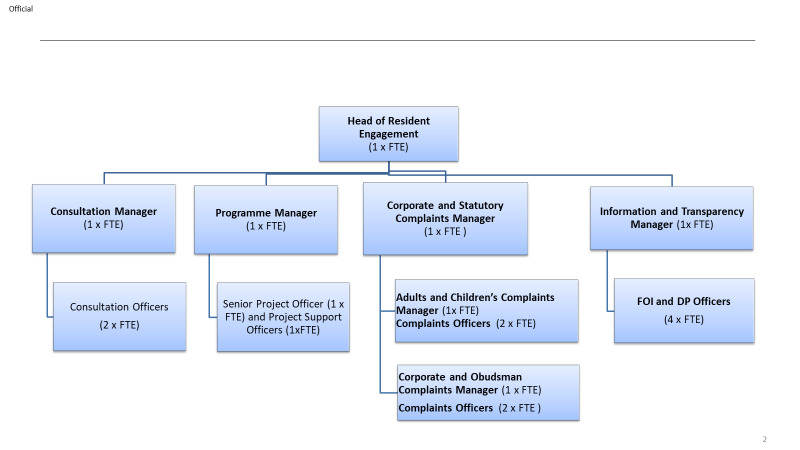 Official
Head of Resident
Engagement
(1 x FTE)
Consultation Manager
(1 x FTE)
Programme Manager
(1 x FTE)
Corporate and Statutory
Complaints Manager
(1 x FTE )
Information and Transparency
Manager (1x FTE)
Consultation Officers
(2 x FTE)
Senior Project Officer (1 x
FTE) and Project Support
Officers (1xFTE)
Adults and Children's Complaints
Manager (1x FTE)
Complaints Officers (2 x FTE)
FOI and DP Officers
(4 x FTE)
Corporate and Obudsman
Complaints Manager (1 x FTE)
Complaints Officers (2 x FTE )
2